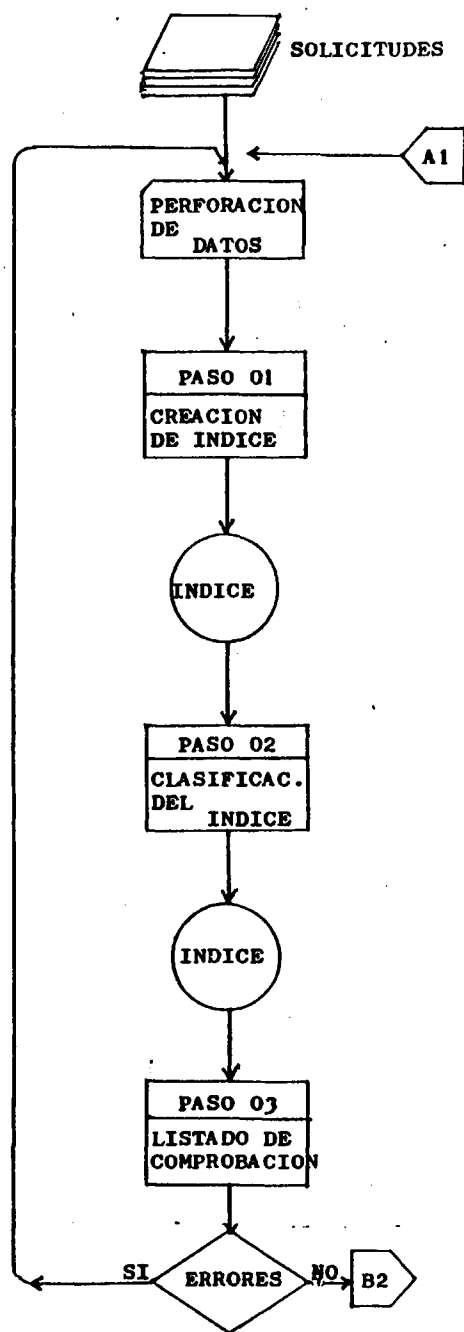 SOLICITUDES
A1
PERFORACION
DE
DATOS
PASO 01
CREACION
DE INDICE
INDICE
PASO 02
CLASIFICAC.
DEL
INDICE
INDICE
PASO 03
LISTADO DE
COMPROBACION
SI
ERRORES
NO
B2